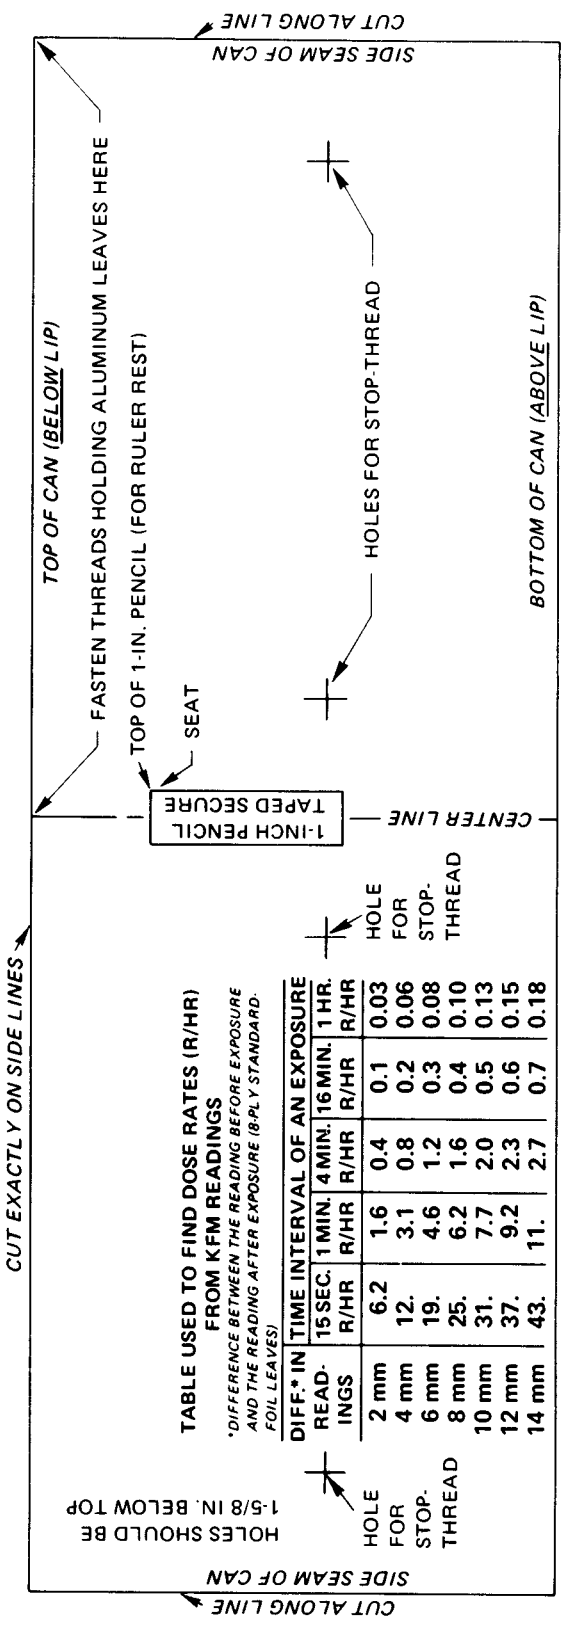 CUT EXACTLY ON SIDE LINES
CUT ALONG LINE
SIDE SEAM OF CAN
HOLES SHOULD BE
1-5/8 IN. BELOW TOP
HOLE
FOR
STOP-
THREAD
TABLE USED TO FIND DOSE RATES (R/HR)
FROM KFM READINGS
*DIFFERENCE BETWEEN THE READING BEFORE EXPOSURE
AND THE READING AFTER EXPOSURE (8-PLY STANDARD-
FOIL LEAVES)
DIFF.* IN TIME INTERVAL OF AN EXPOSURE
READ- 15 SEC. 1 MIN. 4 MIN. 16 MIN. 1 HR.
INGS R/HR R/HR R/HR R/HR R/HR
2 mm 6.2 1.6 0.4 0.1 0.03
4 mm 12. 3.1 0.8 0.2 0.06
6 mm 19. 4.6 1.2 0.3 0.08
8 mm 25. 6.2 1.6 0.4 0.10
10 mm 31. 7.7 2.0 0.5 0.13
12 mm 37. 9.2 2.3 0.6 0.15
14 mm 43. 11. 2.7 0.7 0.18
HOLE
FOR
STOP-
THREAD
1-INCH PENCIL
TAPED SECURE
CENTER LINE
TOP OF CAN (BELOW LIP)
FASTEN THREADS HOLDING ALUMINUM LEAVES HERE
TOP OF 1-IN. PENCIL (FOR RULER REST)
SEAT
HOLES FOR STOP-THREAD
BOTTOM OF CAN (ABOVE LIP)
SIDE SEAM OF CAN
CUT ALONG LINE